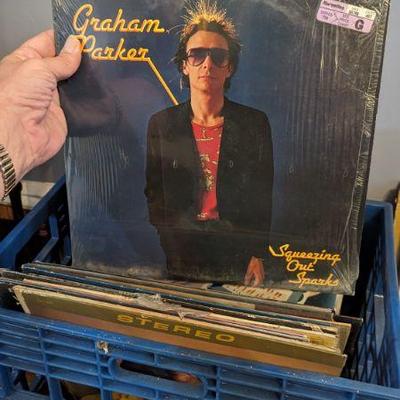 Graham
Parker
G
Squeezing
Out
Sparks
STEREO